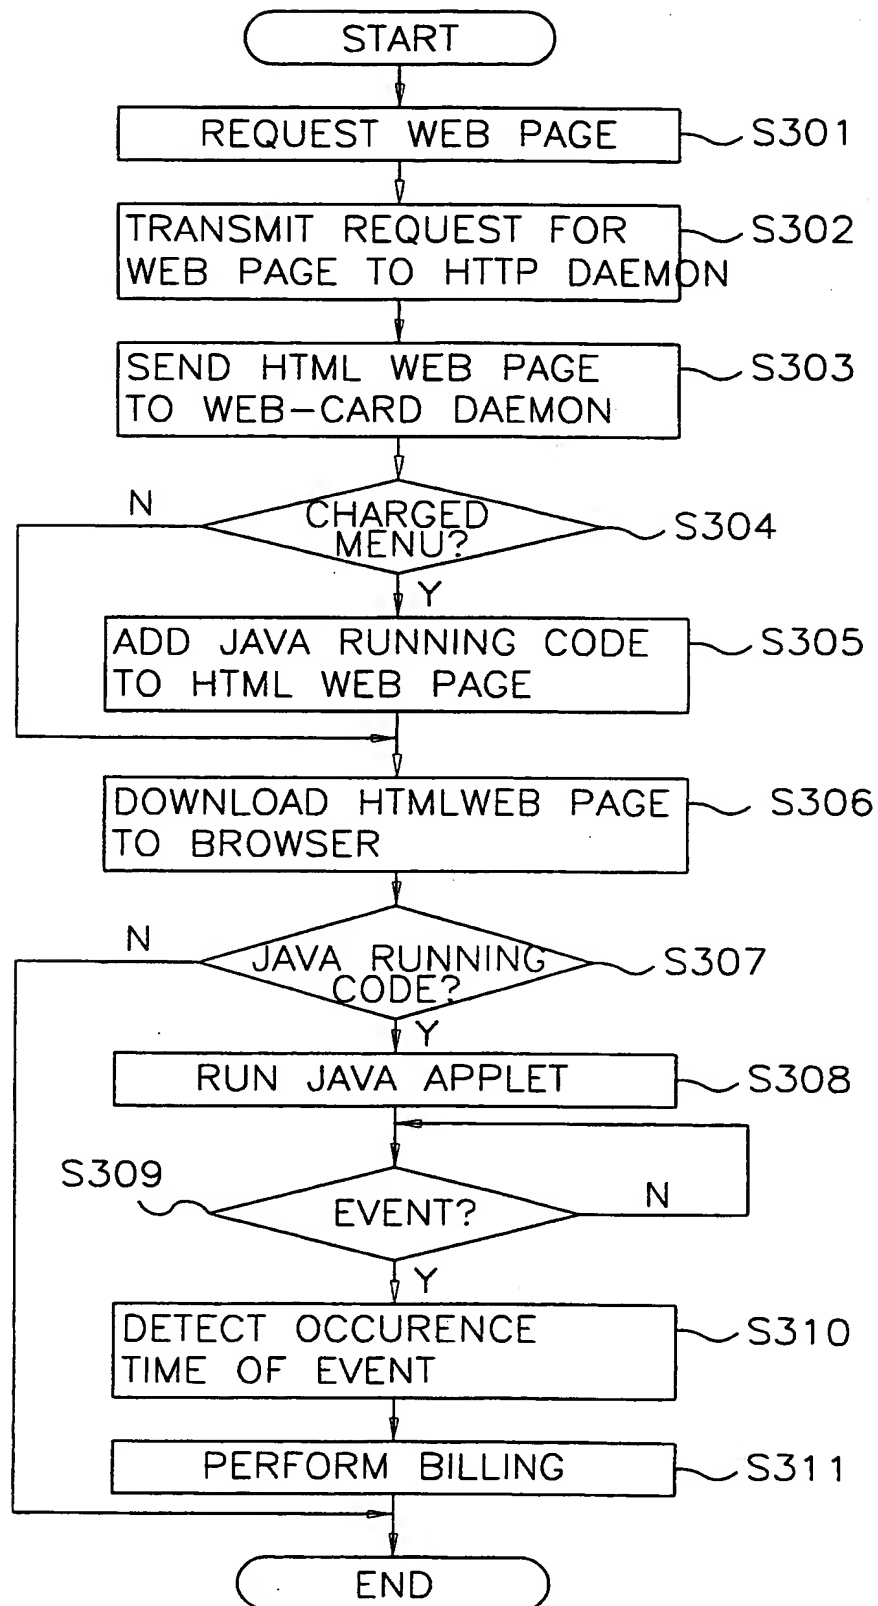 START
REQUEST WEB PAGE
S301
TRANSMIT REQUEST FOR
WEB PAGE TO HTTP DAEMON
S302
SEND HTML WEB PAGE
TO WEB-CARD DAEMON
S303
N
CHARGED
MENU?
S304
Y
ADD JAVA RUNNING CODE
TO HTML WEB PAGE
S305
DOWNLOAD HTMLWEB PAGE
TO BROWSER
S306
N
JAVA RUNNING
CODE?
S307
Y
RUN JAVA APPLET
S308
S309
EVENT?
N
Y
DETECT OCCURENCE
TIME OF EVENT
S310
PERFORM BILLING
S311
END